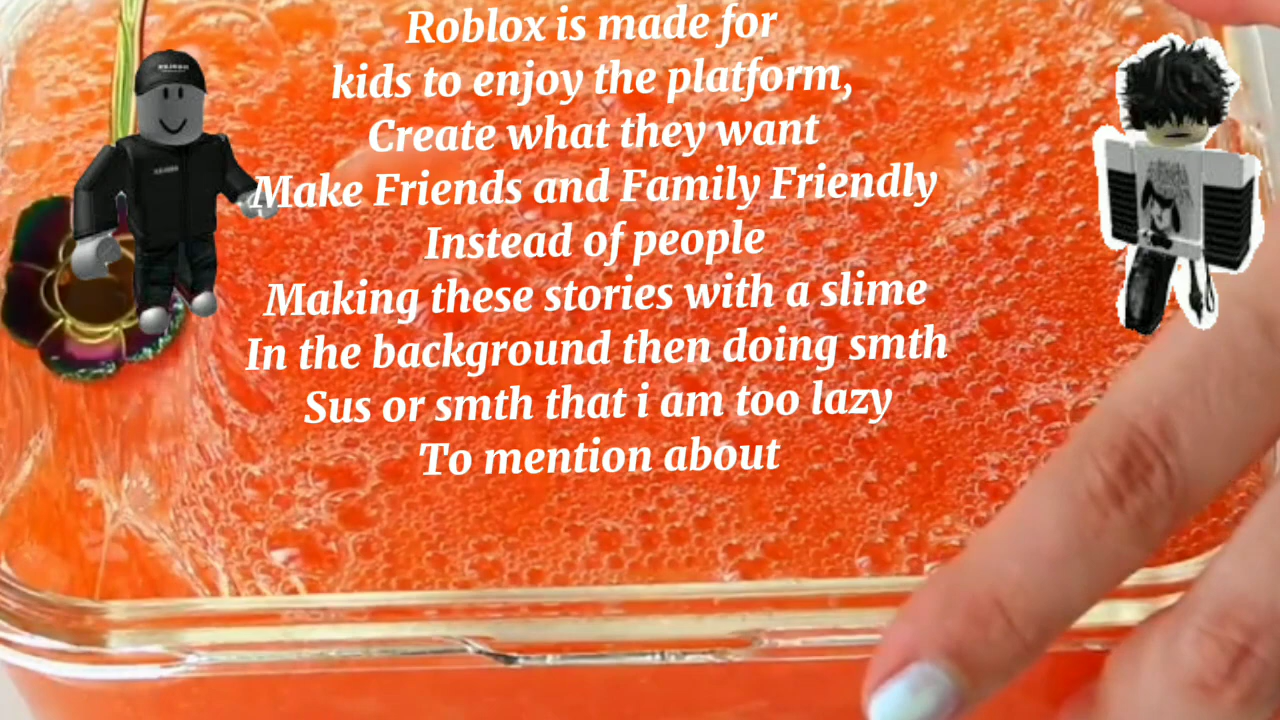 Roblox is made for
kids to enjoy the platform,
Create what they want
Make Friends and Family Friendly
Instead of people
Making these stories with a slime
In the background then doing smth
Sus or smth that i am too lazy
To mention about